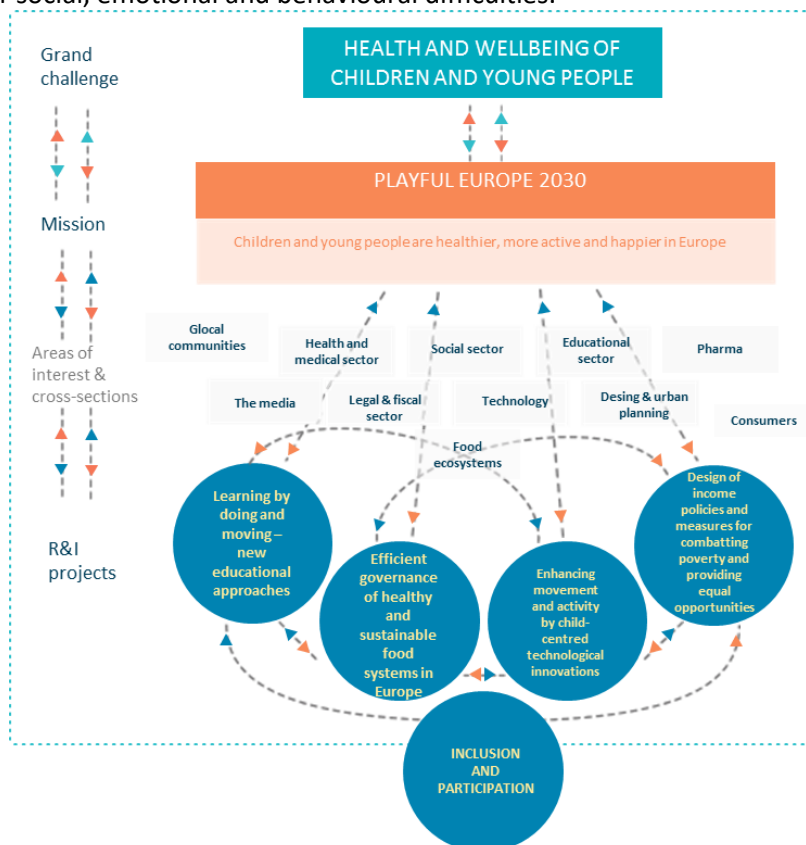 r social, emotional and behavioural difficulties.
Grand
challenge
HEALTH AND WELLBEING OF
CHILDREN AND YOUNG PEOPLE
PLAYFUL EUROPE 2030
Mission
Children and young people are healthier, more active and happier in Europe
Areas of
interest &
cross-sections
Glocal
communities
Health and
medical sector
Social sector
Educational
sector
Pharma
The media
Legal & fiscal
sector
Technology
Desing & urban
planning
Consumers
Food
ecosystems
R&I
projects
Learning by
doing and
moving –
new
educational
approaches
Efficient
governance
of healthy
and
sustainable
food
systems in
Europe
Enhancing
movement
and activity
by child-
centred
technological
innovations
Design of
income
policies and
measures for
combatting
poverty and
providing
equal
opportunities
INCLUSION
AND
PARTICIPATION